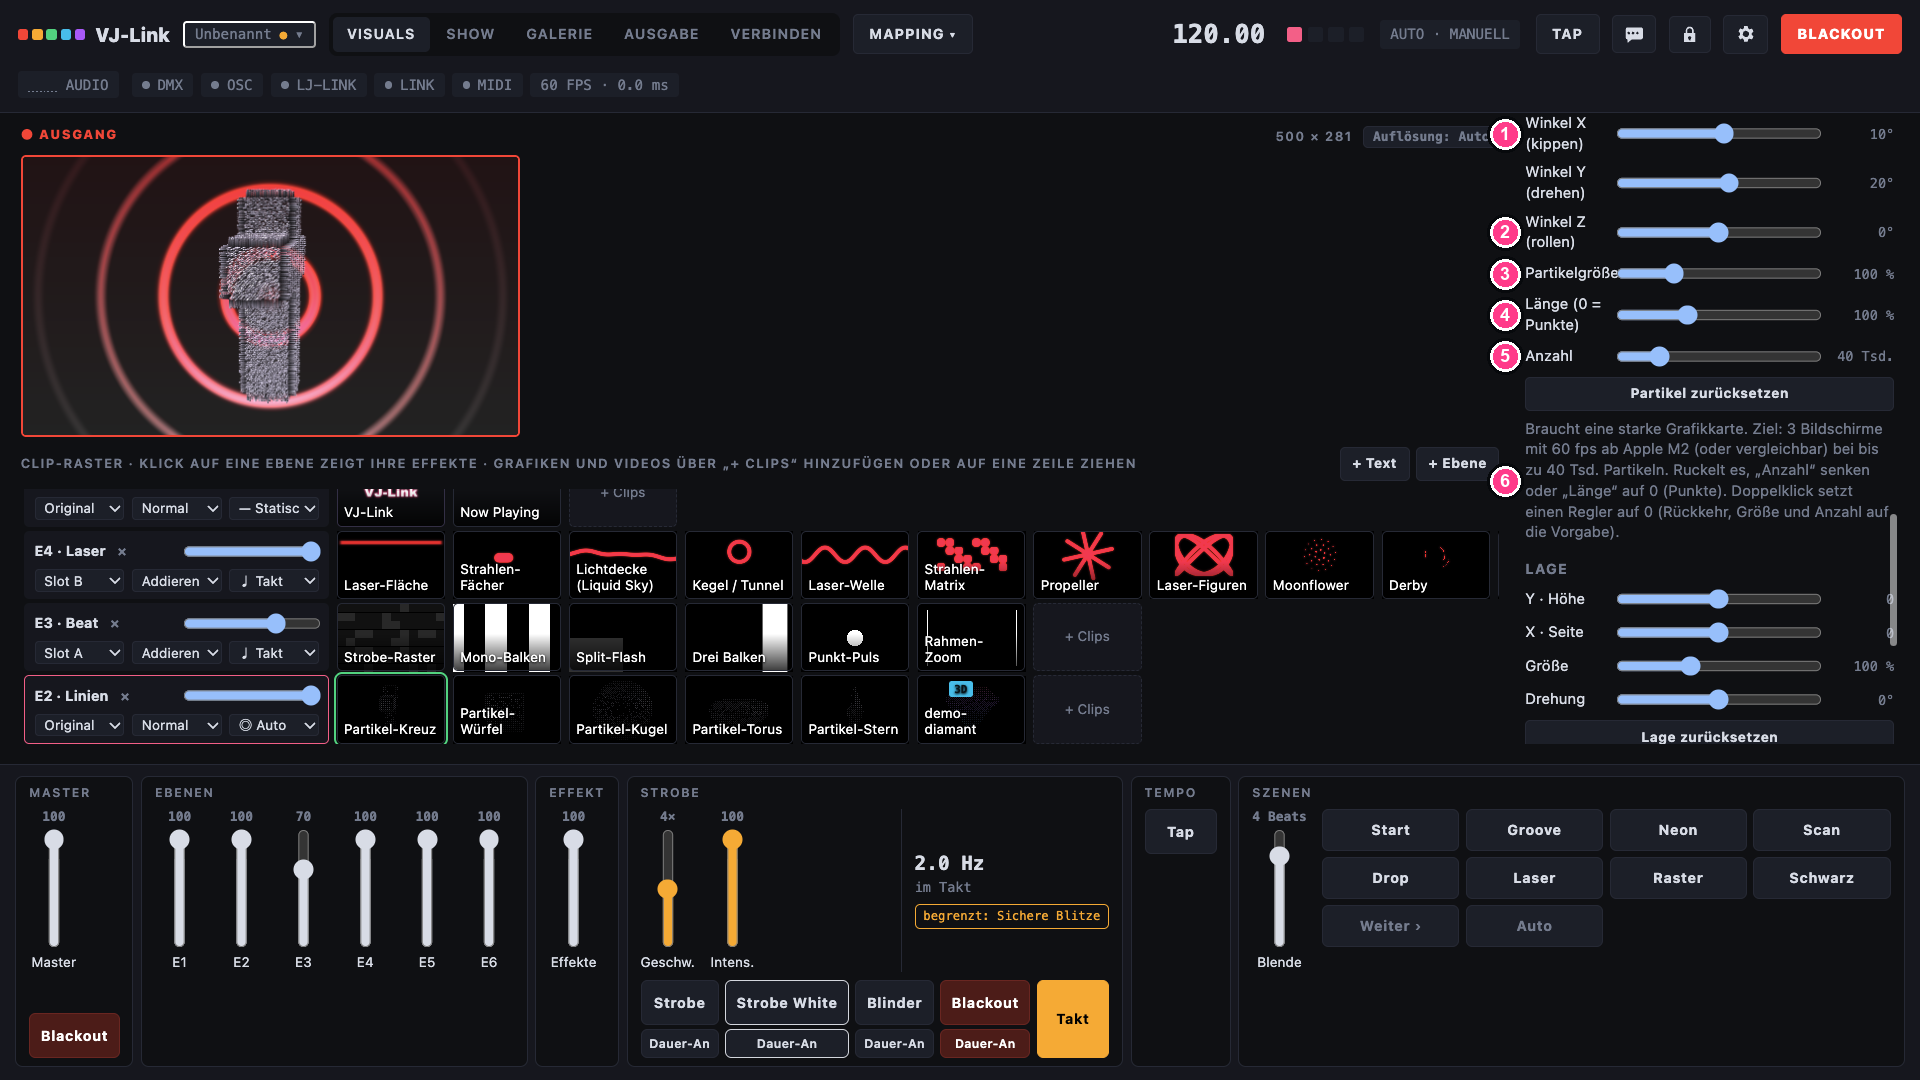 VJ-Link
Unbenannt
VISUALS
SHOW
GALERIE
AUSGABE
VERBINDEN
MAPPING
120.00
AUTO · MANUELL
TAP
BLACKOUT
AUDIO
DMX
OSC
LJ-LINK
LINK
MIDI
60 FPS · 0.0 ms
AUSGANG
500 × 281
Auflösung: Auto
1
Winkel X (kippen)
10°
Winkel Y (drehen)
20°
2
Winkel Z (rollen)
0°
3
Partikelgröße
100 %
4
Länge (0 = Punkte)
100 %
5
Anzahl
40 Tsd.
Partikel zurücksetzen
6
Braucht eine starke Grafikkarte. Ziel: 3 Bildschirme
mit 60 fps ab Apple M2 (oder vergleichbar) bei bis
zu 40 Tsd. Partikeln. Ruckelt es, „Anzahl“ senken
oder „Länge“ auf 0 (Punkte). Doppelklick setzt
einen Regler auf 0 (Rückkehr, Größe und Anzahl auf
die Vorgabe).
LAGE
Y · Höhe
0
X · Seite
0
Größe
100 %
Drehung
0°
Lage zurücksetzen
CLIP-RASTER · KLICK AUF EINE EBENE ZEIGT IHRE EFFEKTE · GRAFIKEN UND VIDEOS ÜBER „+ CLIPS“ HINZUFÜGEN ODER AUF EINE ZEILE ZIEHEN
+ Text
+ Ebene
Original
Normal
— Statisc
VJ-Link
VJ-Link
Now Playing
+ Clips
E4 · Laser ×
Slot B
Addieren
♩ Takt
Laser-Fläche
Strahlen-Fächer
Lichtdecke (Liquid Sky)
Kegel / Tunnel
Laser-Welle
Strahlen-Matrix
Propeller
Laser-Figuren
Moonflower
Derby
E3 · Beat ×
Slot A
Addieren
♩ Takt
Strobe-Raster
Mono-Balken
Split-Flash
Drei Balken
Punkt-Puls
Rahmen-Zoom
+ Clips
E2 · Linien ×
Original
Normal
◎ Auto
Partikel-Kreuz
Partikel-Würfel
Partikel-Kugel
Partikel-Torus
Partikel-Stern
3D
demo-diamant
+ Clips
MASTER
100
Master
Blackout
EBENEN
100
100
70
100
100
100
E1
E2
E3
E4
E5
E6
EFFEKT
100
Effekte
STROBE
4×
100
Geschw.
Intens.
2.0 Hz
im Takt
begrenzt: Sichere Blitze
Strobe
Strobe White
Blinder
Blackout
Takt
Dauer-An
Dauer-An
Dauer-An
Dauer-An
TEMPO
Tap
SZENEN
4 Beats
Blende
Start
Groove
Neon
Scan
Drop
Laser
Raster
Schwarz
Weiter ›
Auto